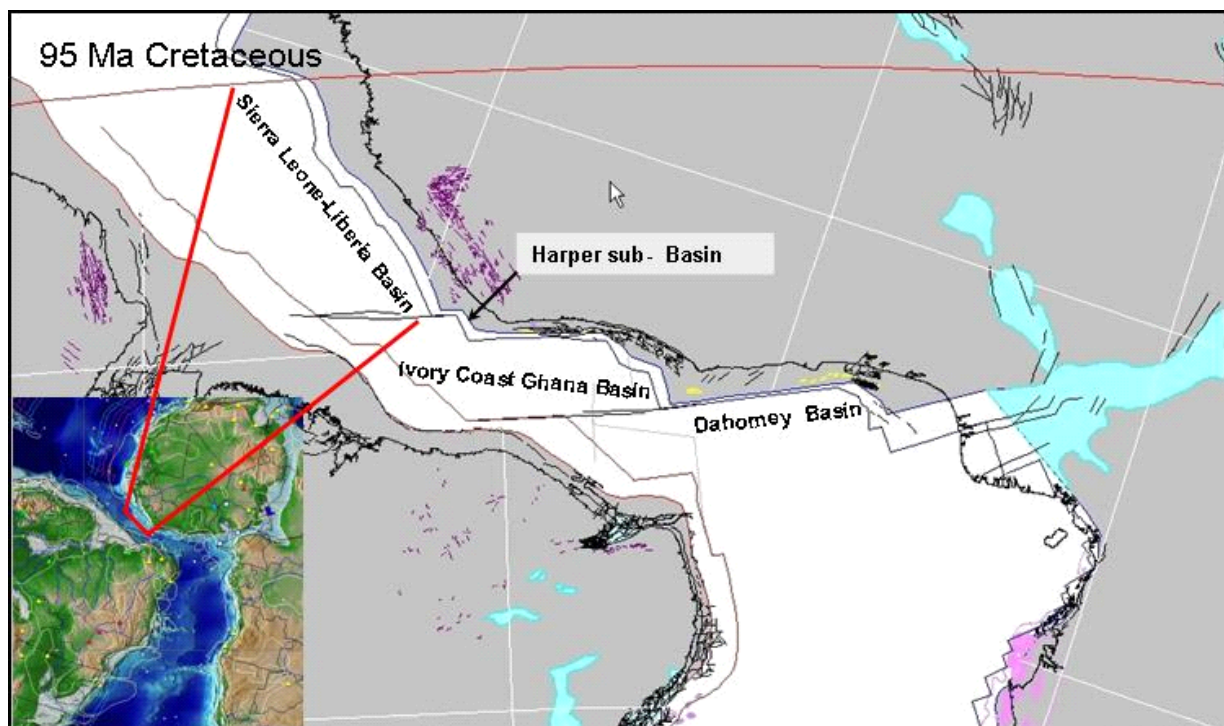 95 Ma Cretaceous
Sierra Leone-Liberia Basin
Harper sub - Basin
Ivory Coast Ghana Basin
Dahomey Basin